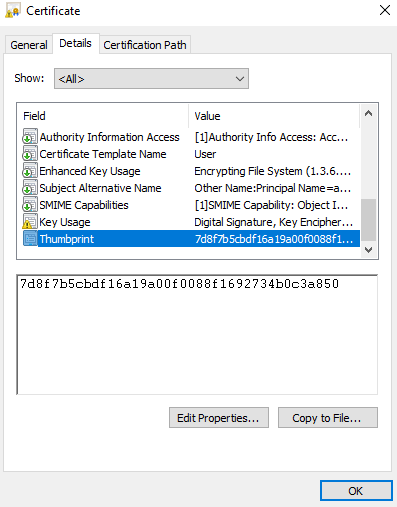 Certificate
General Details Certification Path
Show: <All>
Field Value
Authority Information Access [1]Authority Info Access: Acc...
Certificate Template Name User
Enhanced Key Usage Encrypting File System (1.3.6....
Subject Alternative Name Other Name:Principal Name=a...
SMIME Capabilities [1]SMIME Capability: Object I...
Key Usage Digital Signature, Key Encipher...
Thumbprint 7d8f7b5cbdf16a19a00f0088f1...
7d8f7b5cbdf16a19a00f0088f1692734b0c3a850
Edit Properties... Copy to File...
OK